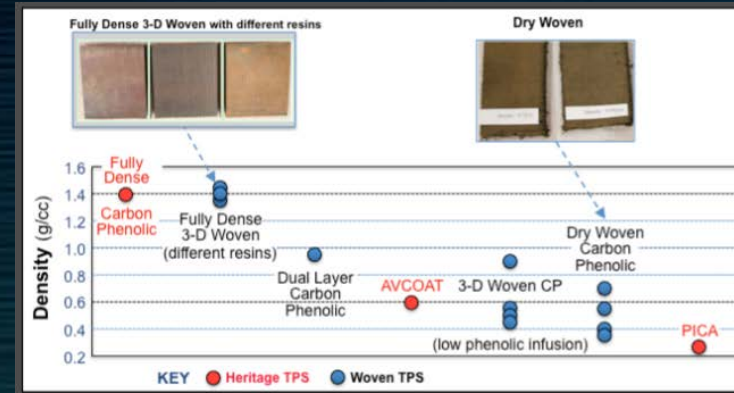 Fully Dense 3-D Woven with different resins
Dry Woven
Density (g/cc)
1.6
1.4
1.2
1.0
0.8
0.6
0.4
0.2
Fully
Dense
Carbon
Phenolic
Fully Dense
3-D Woven
(different resins)
Dual Layer
Carbon
Phenolic
AVCOAT
3-D Woven CP
(low phenolic infusion)
Dry Woven
Carbon
Phenolic
PICA
KEY Heritage TPS Woven TPS